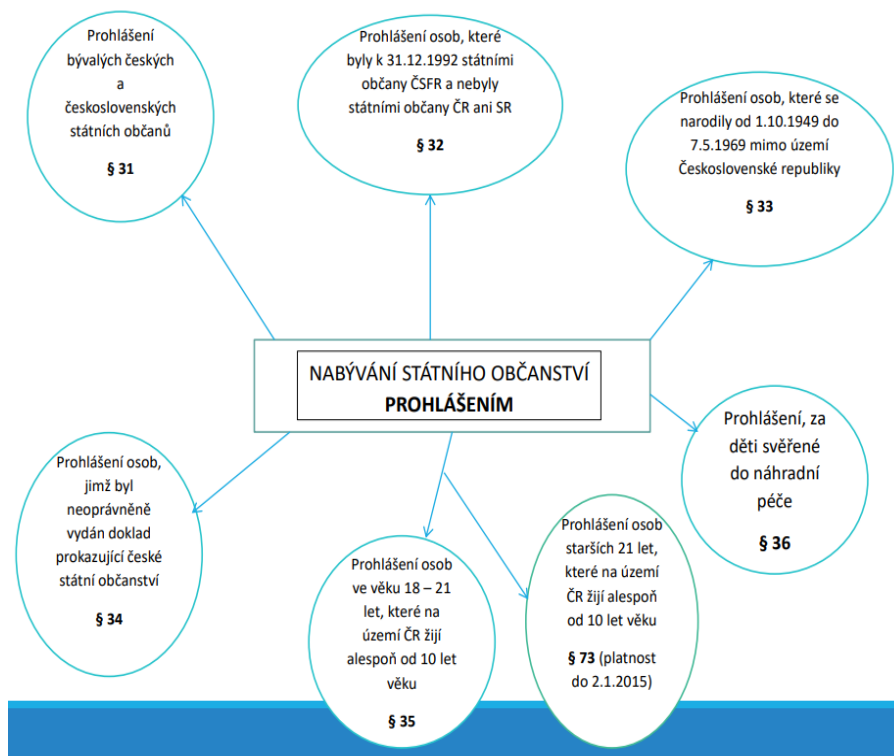 Prohlášení
bývalých českých
a
československých
státních občanů
§ 31
Prohlášení osob, které
byly k 31.12.1992 státními
občany ČSFR a nebyly
státními občany ČR ani SR
§ 32
Prohlášení osob, které se
narodily od 1.10.1949 do
7.5.1969 mimo území
Československé republiky
§ 33
NABÝVÁNÍ STÁTNÍHO OBČANSTVÍ
PROHLÁŠENÍM
Prohlášení osob,
jimž byl
neoprávněně
vydán doklad
prokazující české
státní občanství
§ 34
Prohlášení osob
ve věku 18 – 21
let, které na
území ČR žijí
alespoň od 10 let
věku
§ 35
Prohlášení osob
starších 21 let,
které na území
ČR žijí alespoň
od 10 let věku
§ 73 (platnost
do 2.1.2015)
Prohlášení, za
děti svěřené
do náhradní
péče
§ 36